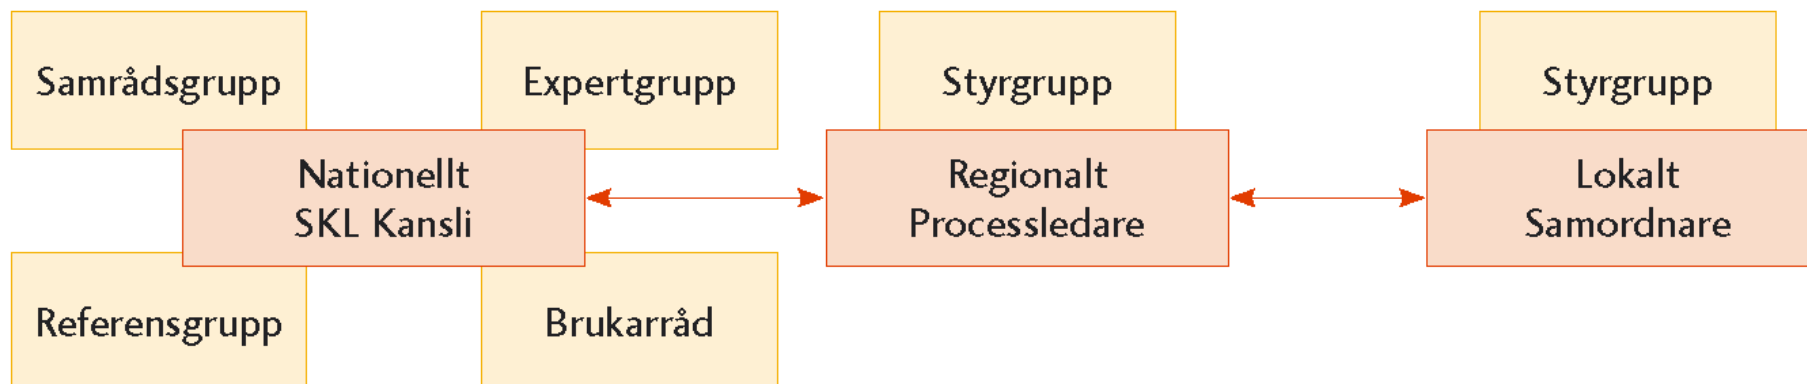 Samrådsgrupp
Expertgrupp
Styrgrupp
Styrgrupp
Nationellt
SKL Kansli
Regionalt
Processledare
Lokalt
Samordnare
Referensgrupp
Brukarråd